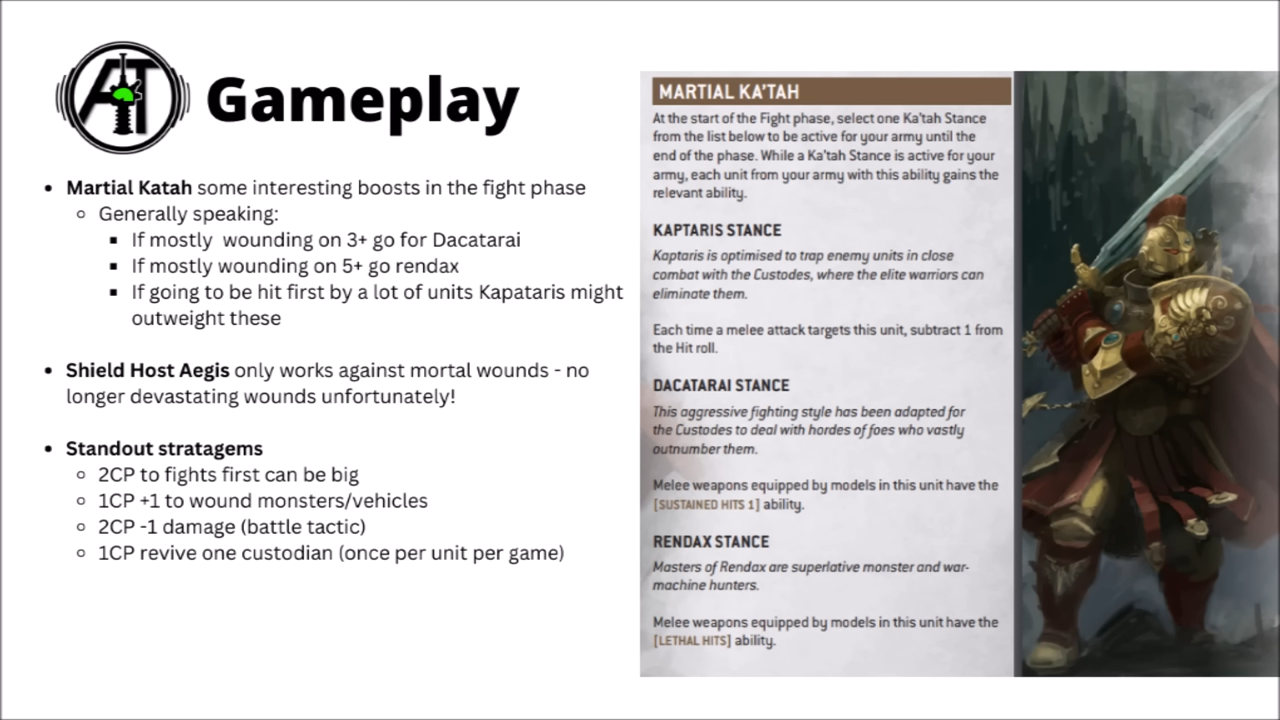 AT
Gameplay
• Martial Katah some interesting boosts in the fight phase
○ Generally speaking:
▪ If mostly  wounding on 3+ go for Dacatarai
▪ If mostly wounding on 5+ go rendax
▪ If going to be hit first by a lot of units Kapataris might
outweight these
• Shield Host Aegis only works against mortal wounds - no
longer devastating wounds unfortunately!
• Standout stratagems
○ 2CP to fights first can be big
○ 1CP +1 to wound monsters/vehicles
○ 2CP -1 damage (battle tactic)
○ 1CP revive one custodian (once per unit per game)
MARTIAL KA'TAH
At the start of the Fight phase, select one Ka'tah Stance
from the list below to be active for your army until the
end of the phase. While a Ka'tah Stance is active for your
army, each unit from your army with this ability gains the
relevant ability.
KAPTARIS STANCE
Kaptaris is optimised to trap enemy units in close
combat with the Custodes, where the elite warriors can
eliminate them.
Each time a melee attack targets this unit, subtract 1 from
the Hit roll.
DACATARAI STANCE
This aggressive fighting style has been adapted for
the Custodes to deal with hordes of foes who vastly
outnumber them.
Melee weapons equipped by models in this unit have the
[SUSTAINED HITS 1] ability.
RENDAX STANCE
Masters of Rendax are superlative monster and war-
machine hunters.
Melee weapons equipped by models in this unit have the
[LETHAL HITS] ability.